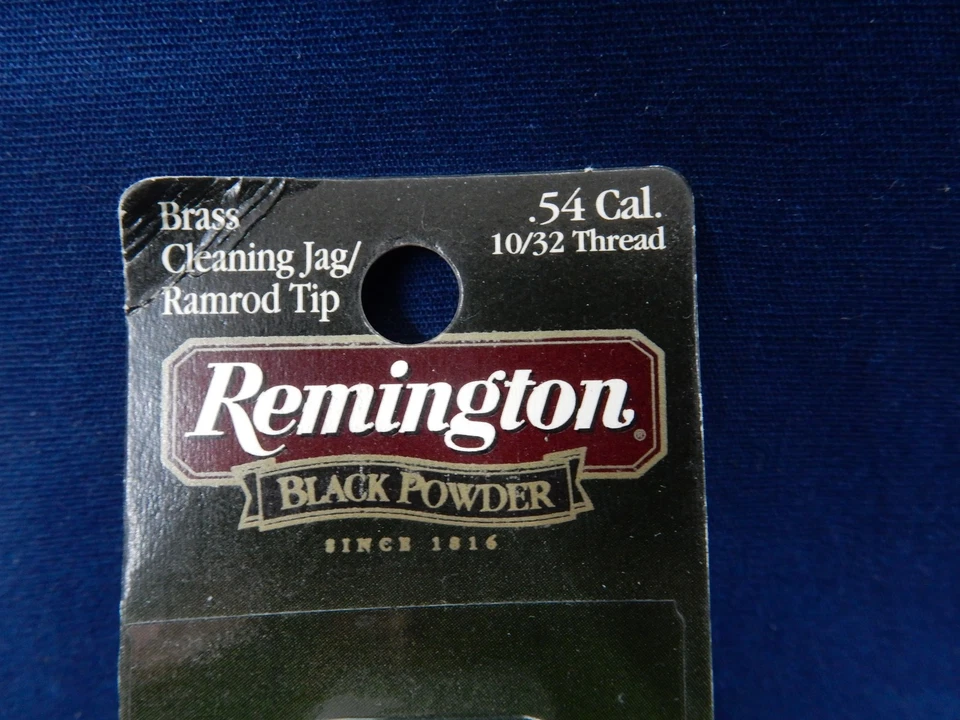 Brass
Cleaning Jag/
Ramrod Tip
.54 Cal.
10/32 Thread
Remington®
BLACK POWDER
SINCE 1816